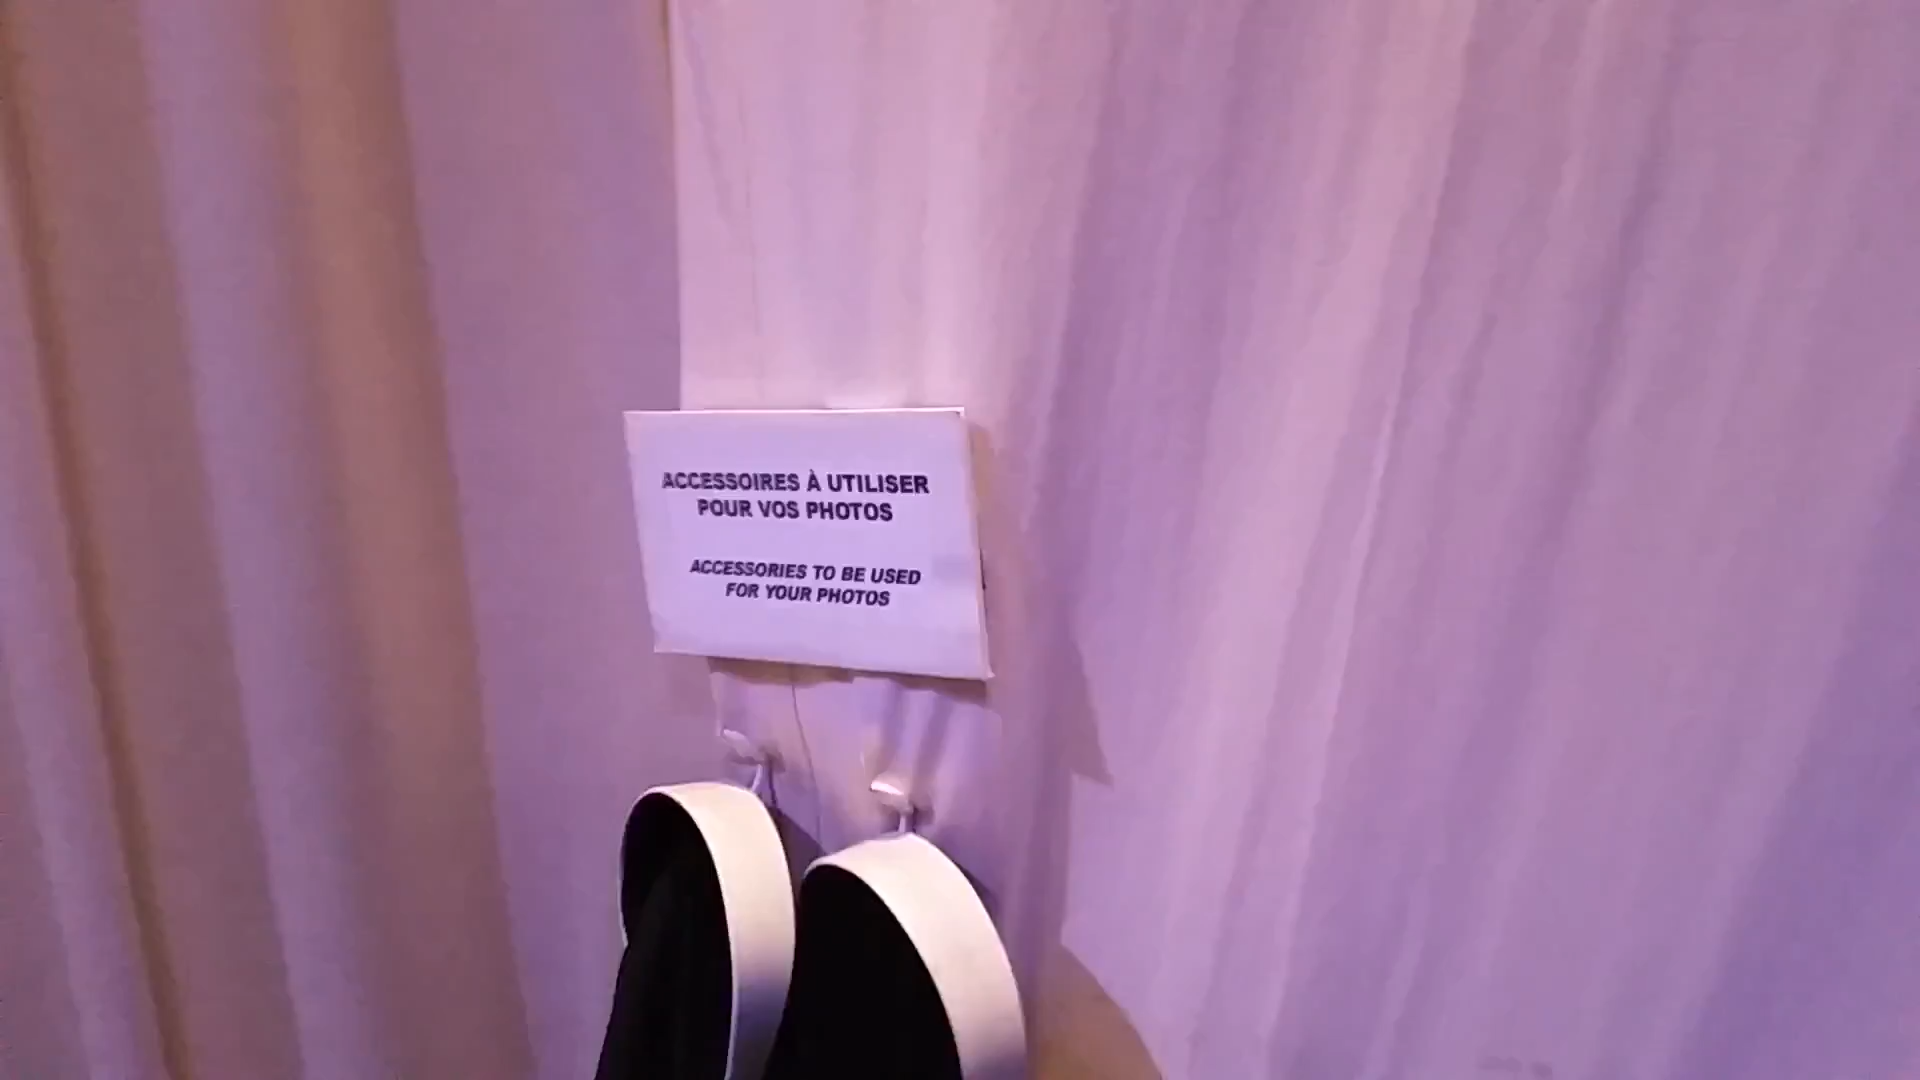 ACCESSOIRES À UTILISER
POUR VOS PHOTOS
ACCESSORIES TO BE USED
FOR YOUR PHOTOS